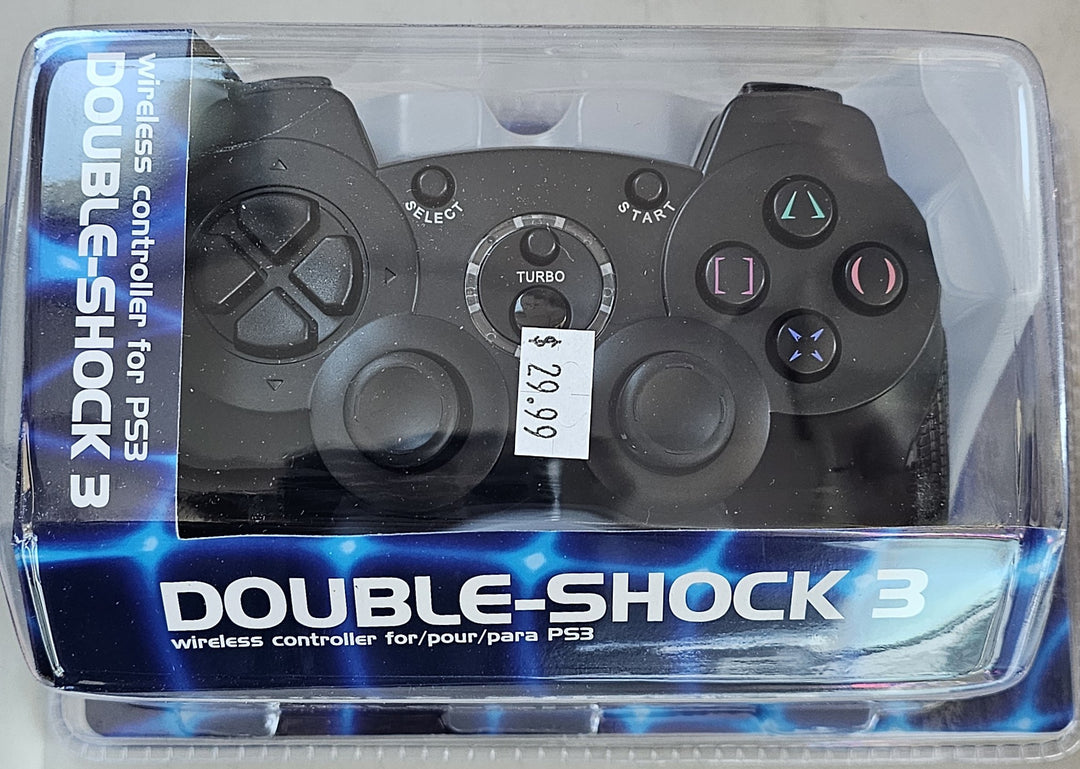 wireless controller for PS3
DOUBLE-SHOCK 3
SELECT
START
TURBO
$ 29.99
DOUBLE-SHOCK 3
wireless controller for/pour/para PS3